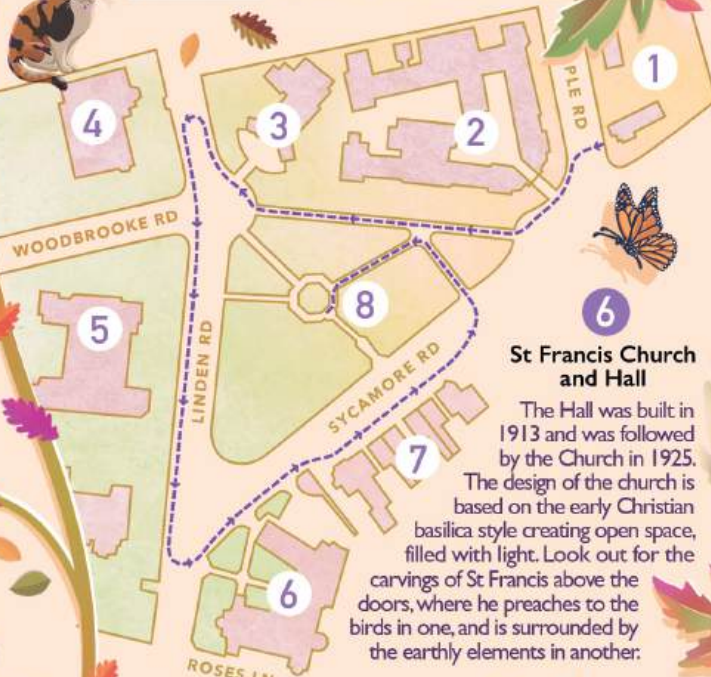 1
PLE RD
2
3
4
WOODBROOKE RD
LINDEN RD
5
8
SYCAMORE RD
7
6
6
St Francis Church
and Hall
The Hall was built in
1913 and was followed
by the Church in 1925.
The design of the church is
based on the early Christian
basilica style creating open space,
filled with light. Look out for the
carvings of St Francis above the
doors, where he preaches to the
birds in one, and is surrounded by
the earthly elements in another.
ROSES LN